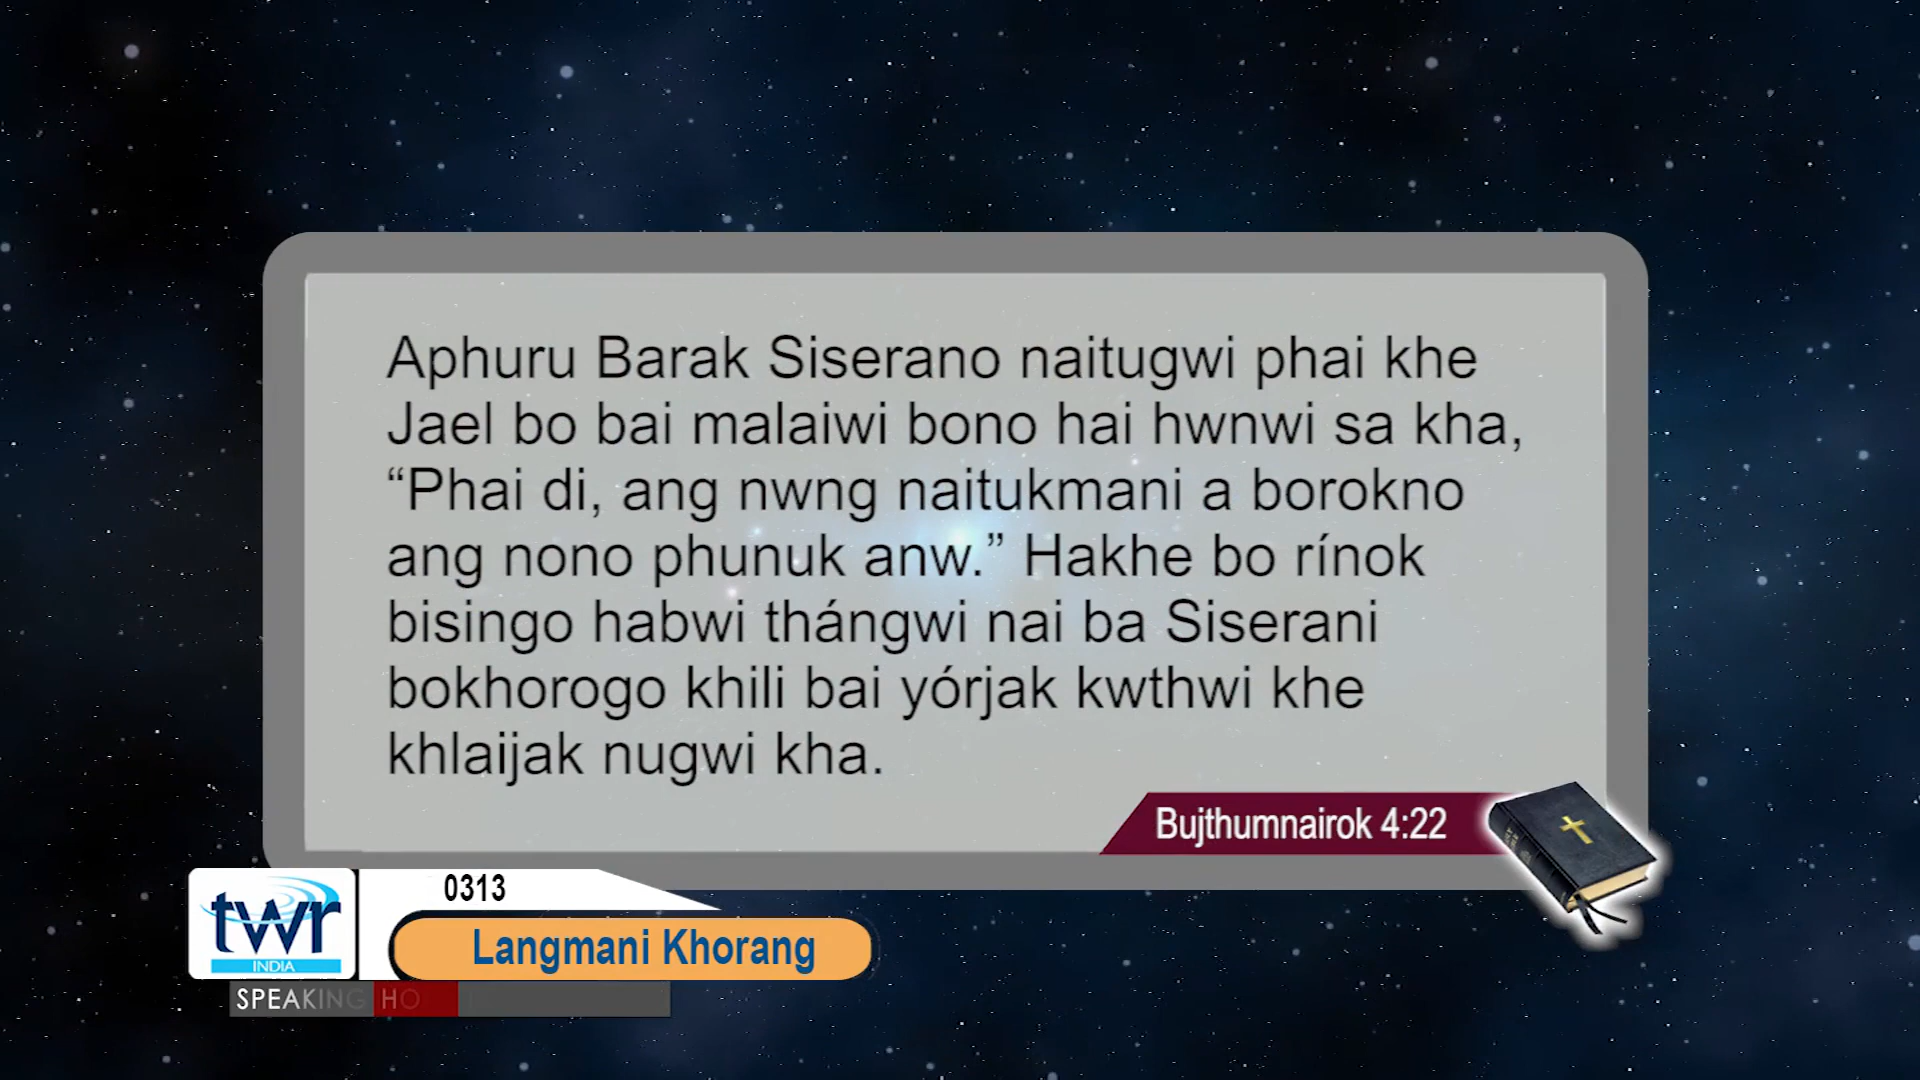 Aphuru Barak Siserano naitugwi phai khe
Jael bo bai malaiwi bono hai hwnwi sa kha,
“Phai di, ang nwng naitukmani a borokno
ang nono phunuk anw.” Hakhe bo rínok
bisingo habwi thángwi nai ba Siserani
bokhorogo khili bai yórjak kwthwi khe
khlaijak nugwi kha.
Bujthumnairok 4:22
0313
twr
INDIA
Langmani Khorang
SPEAKING HO